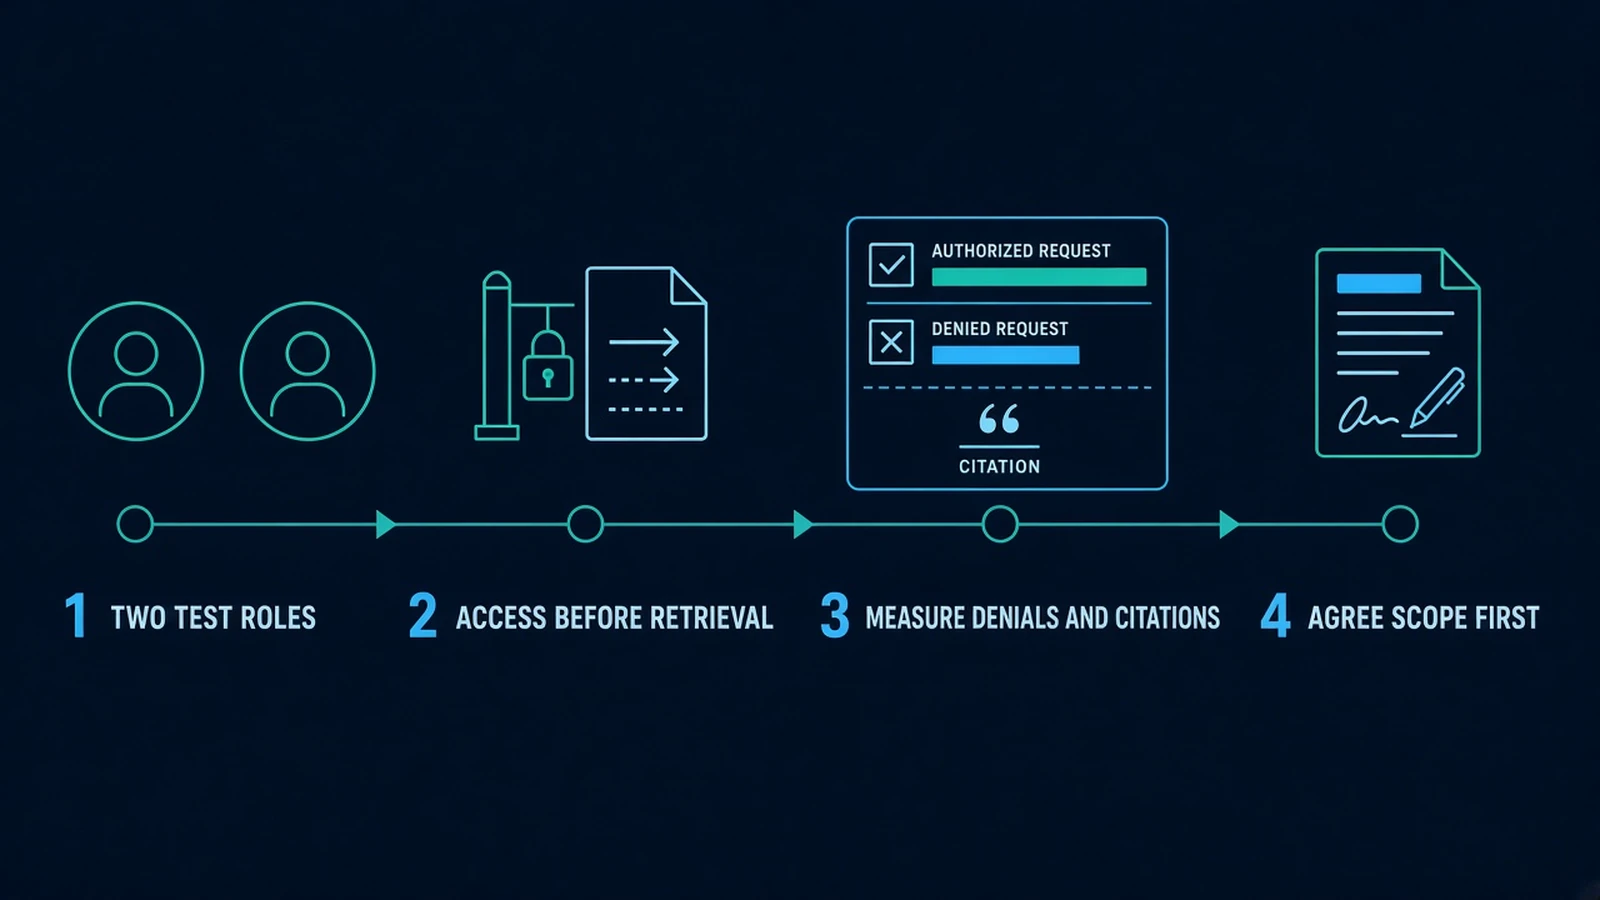 AUTHORIZED REQUEST
DENIED REQUEST
“
CITATION
1 TWO TEST ROLES
2 ACCESS BEFORE RETRIEVAL
3 MEASURE DENIALS AND CITATIONS
4 AGREE SCOPE FIRST